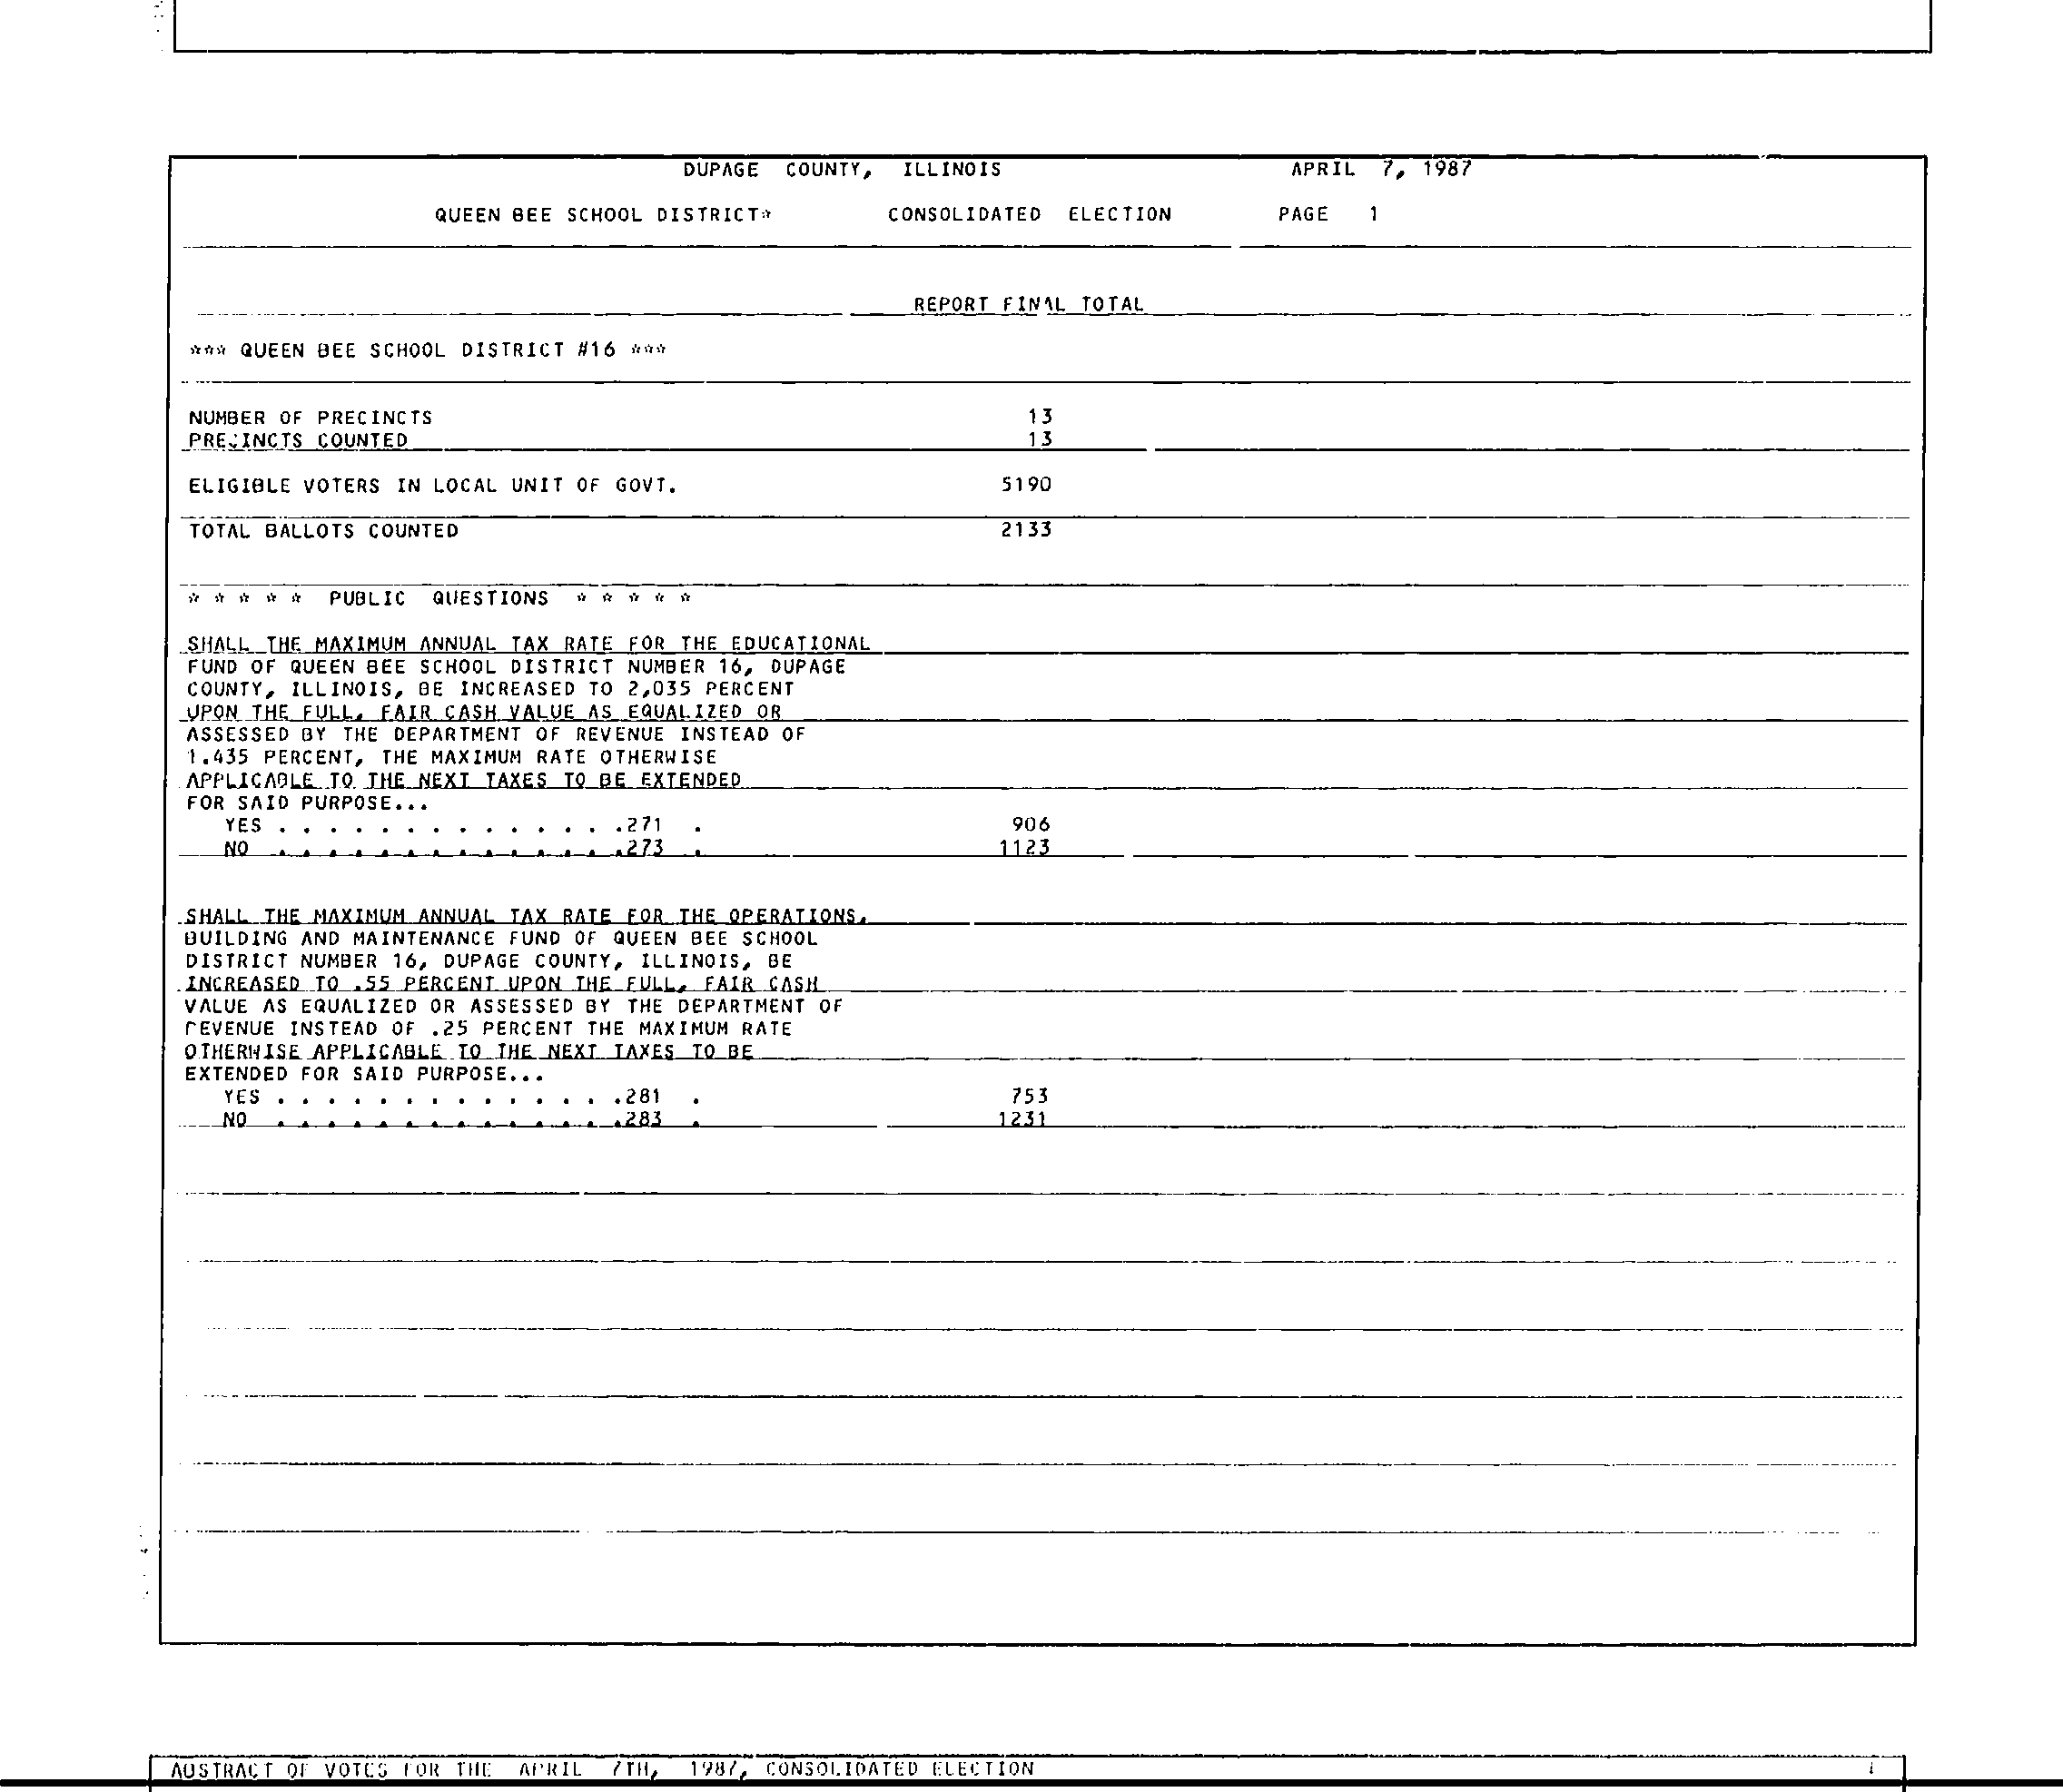 DUPAGE COUNTY, ILLINOIS APRIL 7, 1987
QUEEN BEE SCHOOL DISTRICT* CONSOLIDATED ELECTION PAGE 1
REPORT FINAL TOTAL
*** QUEEN BEE SCHOOL DISTRICT #16 ***
NUMBER OF PRECINCTS 13
PRECINCTS COUNTED 13
ELIGIBLE VOTERS IN LOCAL UNIT OF GOVT. 5190
TOTAL BALLOTS COUNTED 2133
* * * * * PUBLIC QUESTIONS * * * * *
SHALL THE MAXIMUM ANNUAL TAX RATE FOR THE EDUCATIONAL
FUND OF QUEEN BEE SCHOOL DISTRICT NUMBER 16, DUPAGE
COUNTY, ILLINOIS, BE INCREASED TO 2,035 PERCENT
UPON THE FULL, FAIR CASH VALUE AS EQUALIZED OR
ASSESSED BY THE DEPARTMENT OF REVENUE INSTEAD OF
1.435 PERCENT, THE MAXIMUM RATE OTHERWISE
APPLICABLE TO THE NEXT TAXES TO BE EXTENDED
FOR SAID PURPOSE...
YES . . . . . . . . . . . . . .271 . 906
NO . . . . . . . . . . . . . .273 . 1123
SHALL THE MAXIMUM ANNUAL TAX RATE FOR THE OPERATIONS,
BUILDING AND MAINTENANCE FUND OF QUEEN BEE SCHOOL
DISTRICT NUMBER 16, DUPAGE COUNTY, ILLINOIS, BE
INCREASED TO .55 PERCENT UPON THE FULL, FAIR CASH
VALUE AS EQUALIZED OR ASSESSED BY THE DEPARTMENT OF
REVENUE INSTEAD OF .25 PERCENT THE MAXIMUM RATE
OTHERWISE APPLICABLE TO THE NEXT TAXES TO BE
EXTENDED FOR SAID PURPOSE...
YES . . . . . . . . . . . . . .281 . 753
NO . . . . . . . . . . . . . .283 . 1231
ABSTRACT OF VOTES FOR THE APRIL 7TH, 1987, CONSOLIDATED ELECTION